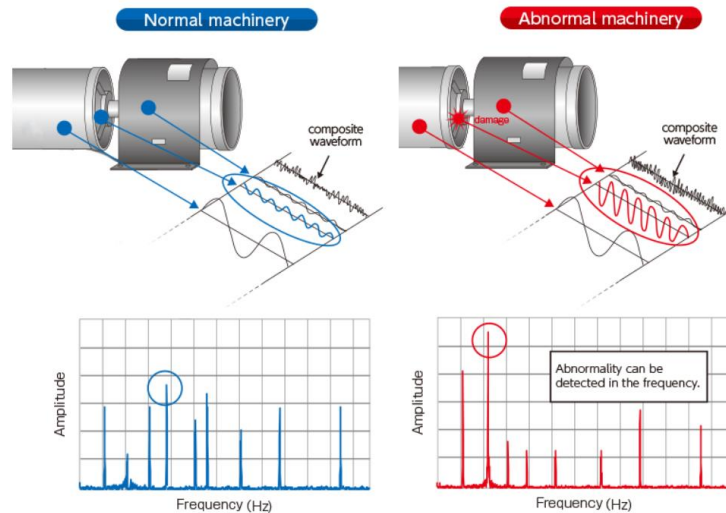 Normal machinery
Abnormal machinery
composite
waveform
damage
composite
waveform
Amplitude
Frequency (Hz)
Amplitude
Abnormality can be
detected in the frequency.
Frequency (Hz)